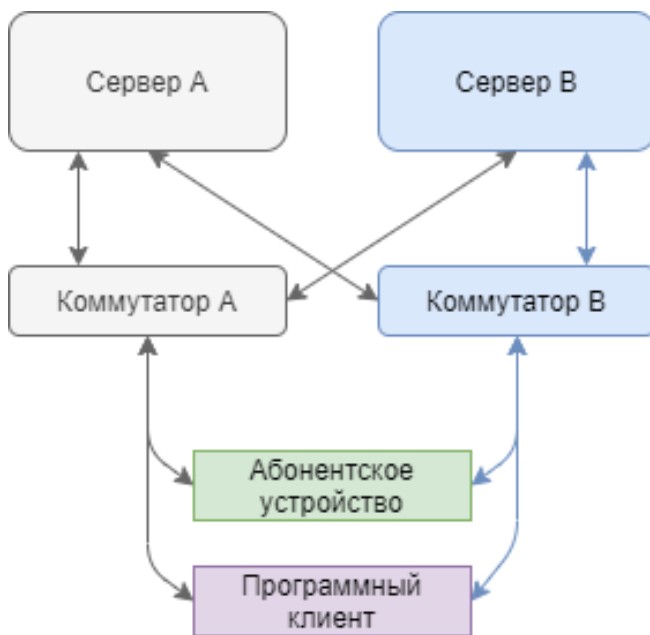 Сервер А
Сервер В
Коммутатор А
Коммутатор В
Абонентское
устройство
Программный
клиент